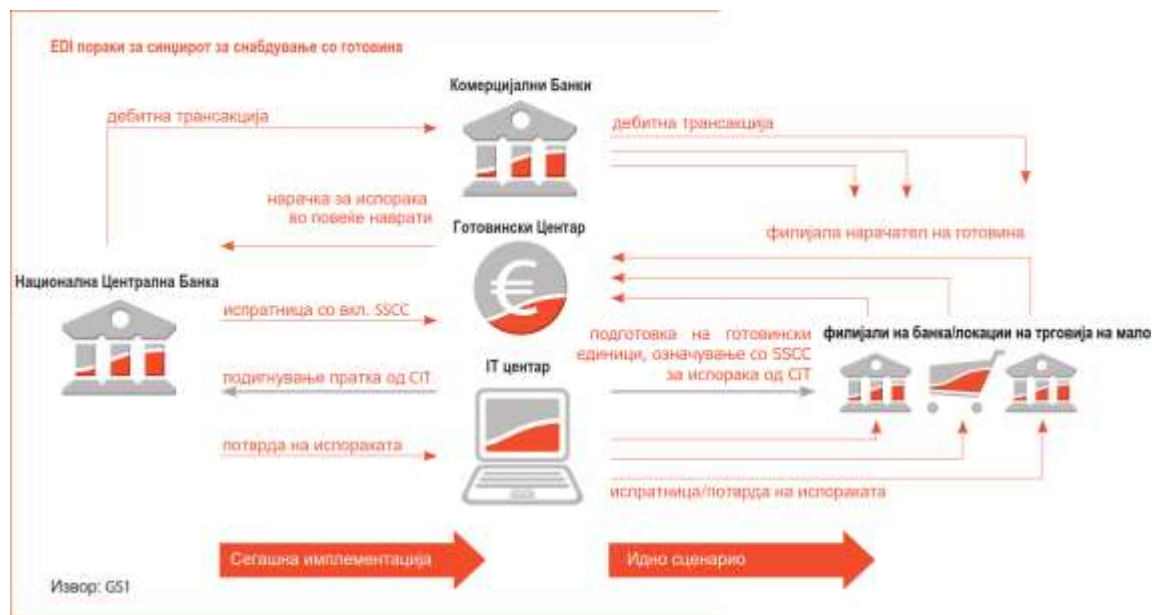 EDI пораки за синџирот за снабдување со готовина
Комерцијални Банки
дебитна трансакција
дебитна трансакција
нарачка за испорака
во повеќе наврати
Готовински Центар
филијала нарачател на готовина
Национална Централна Банка
испратница со вкл. SSCC
подготовка на готовински
единици, означување со SSCC
за испорака од CiT
филијали на банка/локации на трговија на мало
IT центар
подигнување пратка од CiT
потврда на испораката
испратница/потврда на испораката
Сегашна имплементација
Идно сценарио
Извор: GS1